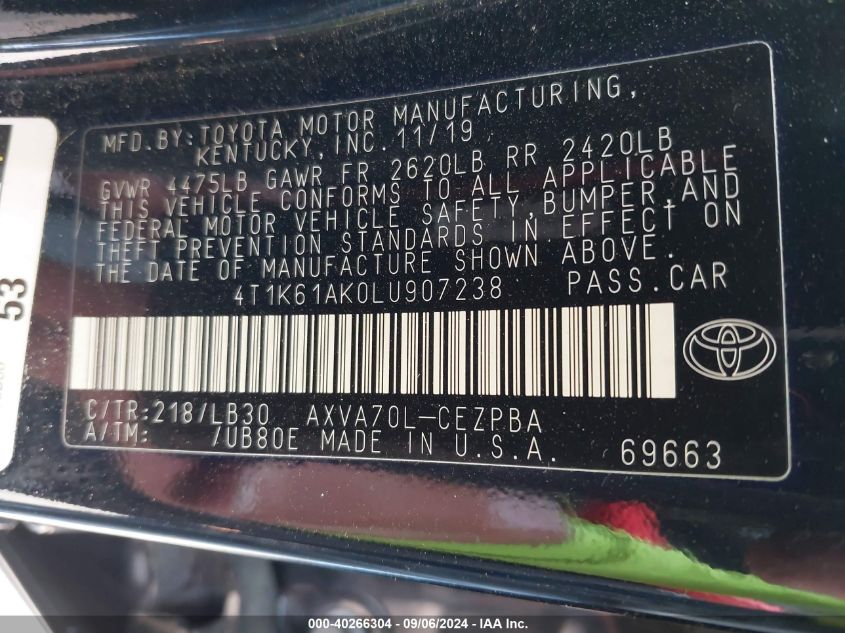 MFD.BY:TOYOTA MOTOR MANUFACTURING,
KENTUCKY, INC. 11/19
GVWR 4475LB GAWR FR 2620LB RR 2420LB
THIS VEHICLE CONFORMS TO ALL APPLICABLE
FEDERAL MOTOR VEHICLE SAFETY,BUMPER,AND
THEFT PREVENTION STANDARDS IN EFFECT ON
THE DATE OF MANUFACTURE SHOWN ABOVE.
4T1K61AK0LU907238 PASS.CAR
C/TR:218/LB30 AXVA70L-CEZPBA
A/TM: /UB80E MADE IN U.S.A.
69663
53
000-40266304 - 09/06/2024 - IAA Inc.